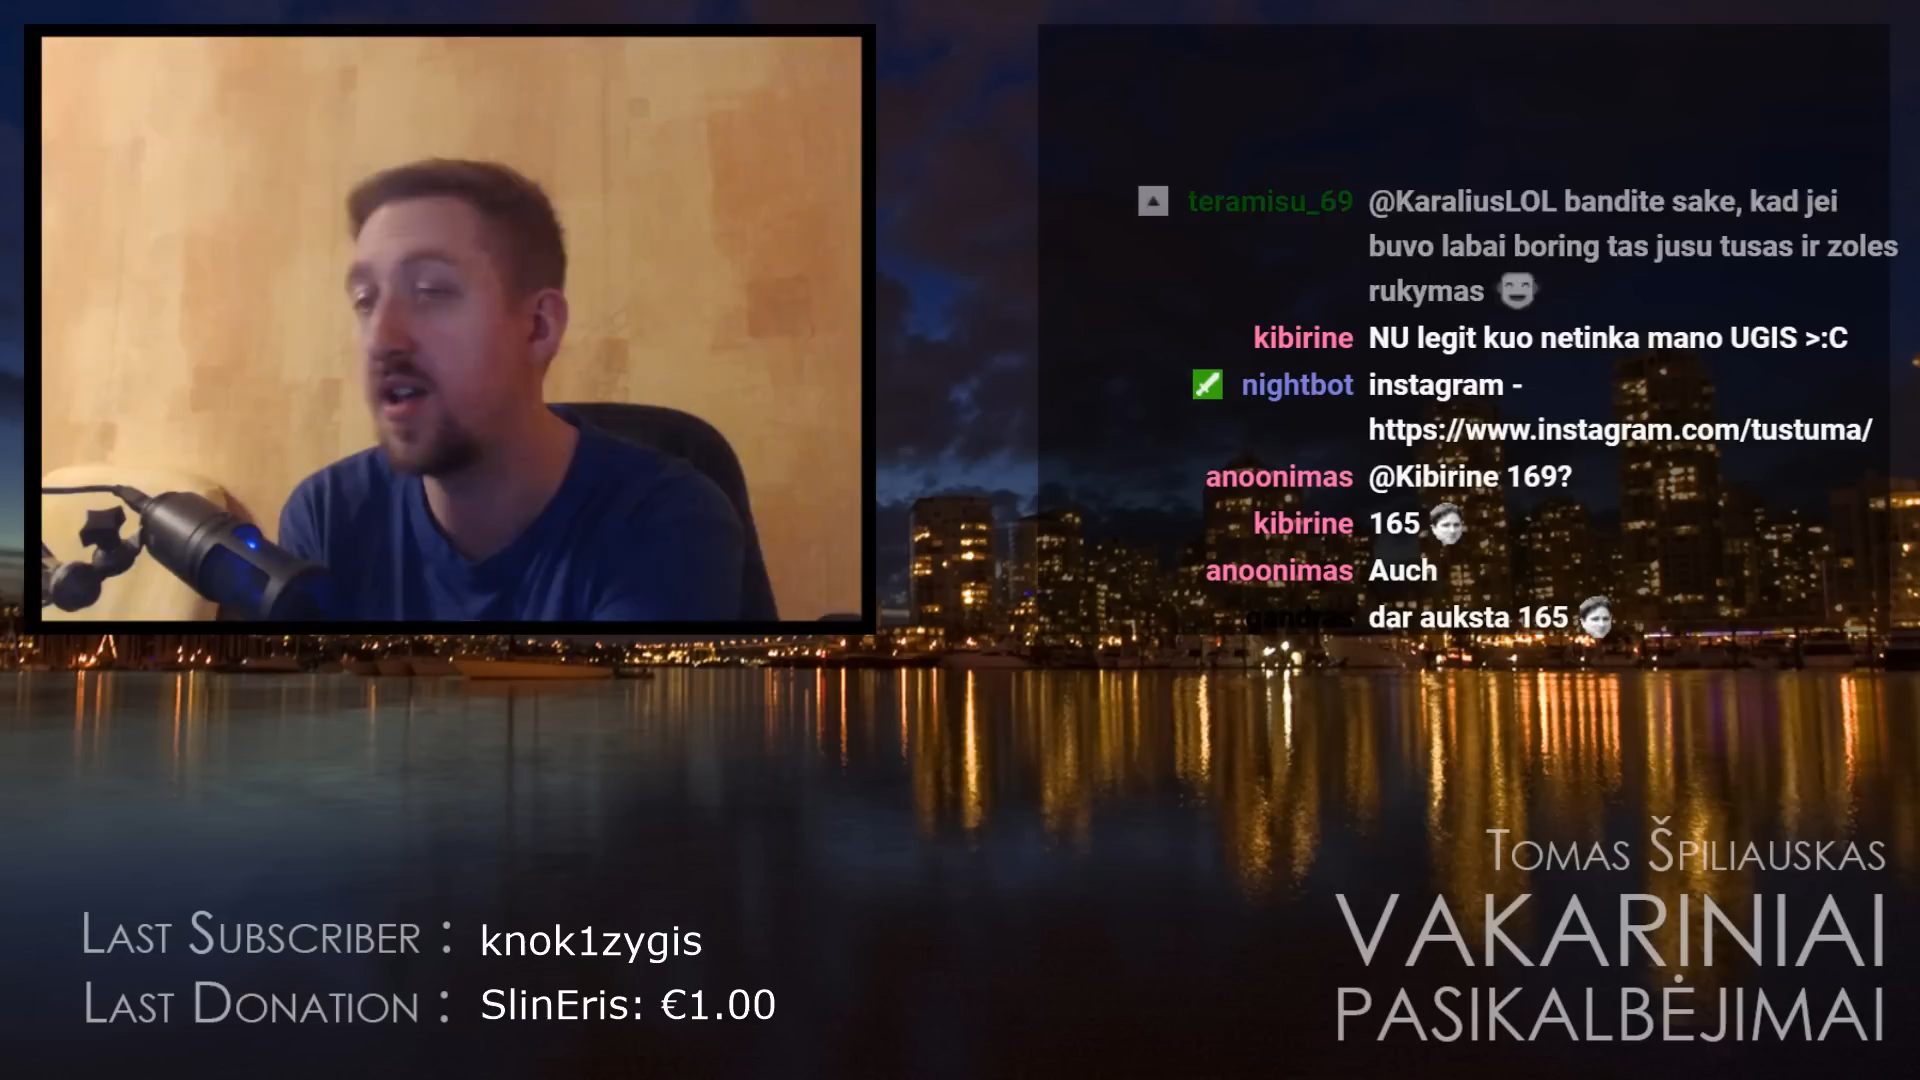 teramisu_69 @KaraliusLOL bandite sake, kad jei
buvo labai boring tas jusu tusas ir zoles
rukymas
kibirine NU legit kuo netinka mano UGIS >:C
nightbot instagram -
https://www.instagram.com/tustuma/
anoonimas @Kibirine 169?
kibirine 165
anoonimas Auch
gandras dar auksta 165
TOMAS ŠPILIAUSKAS
VAKARINIAI
PASIKALBĖJIMAI
LAST SUBSCRIBER : knok1zygis
LAST DONATION : SlinEris: €1.00